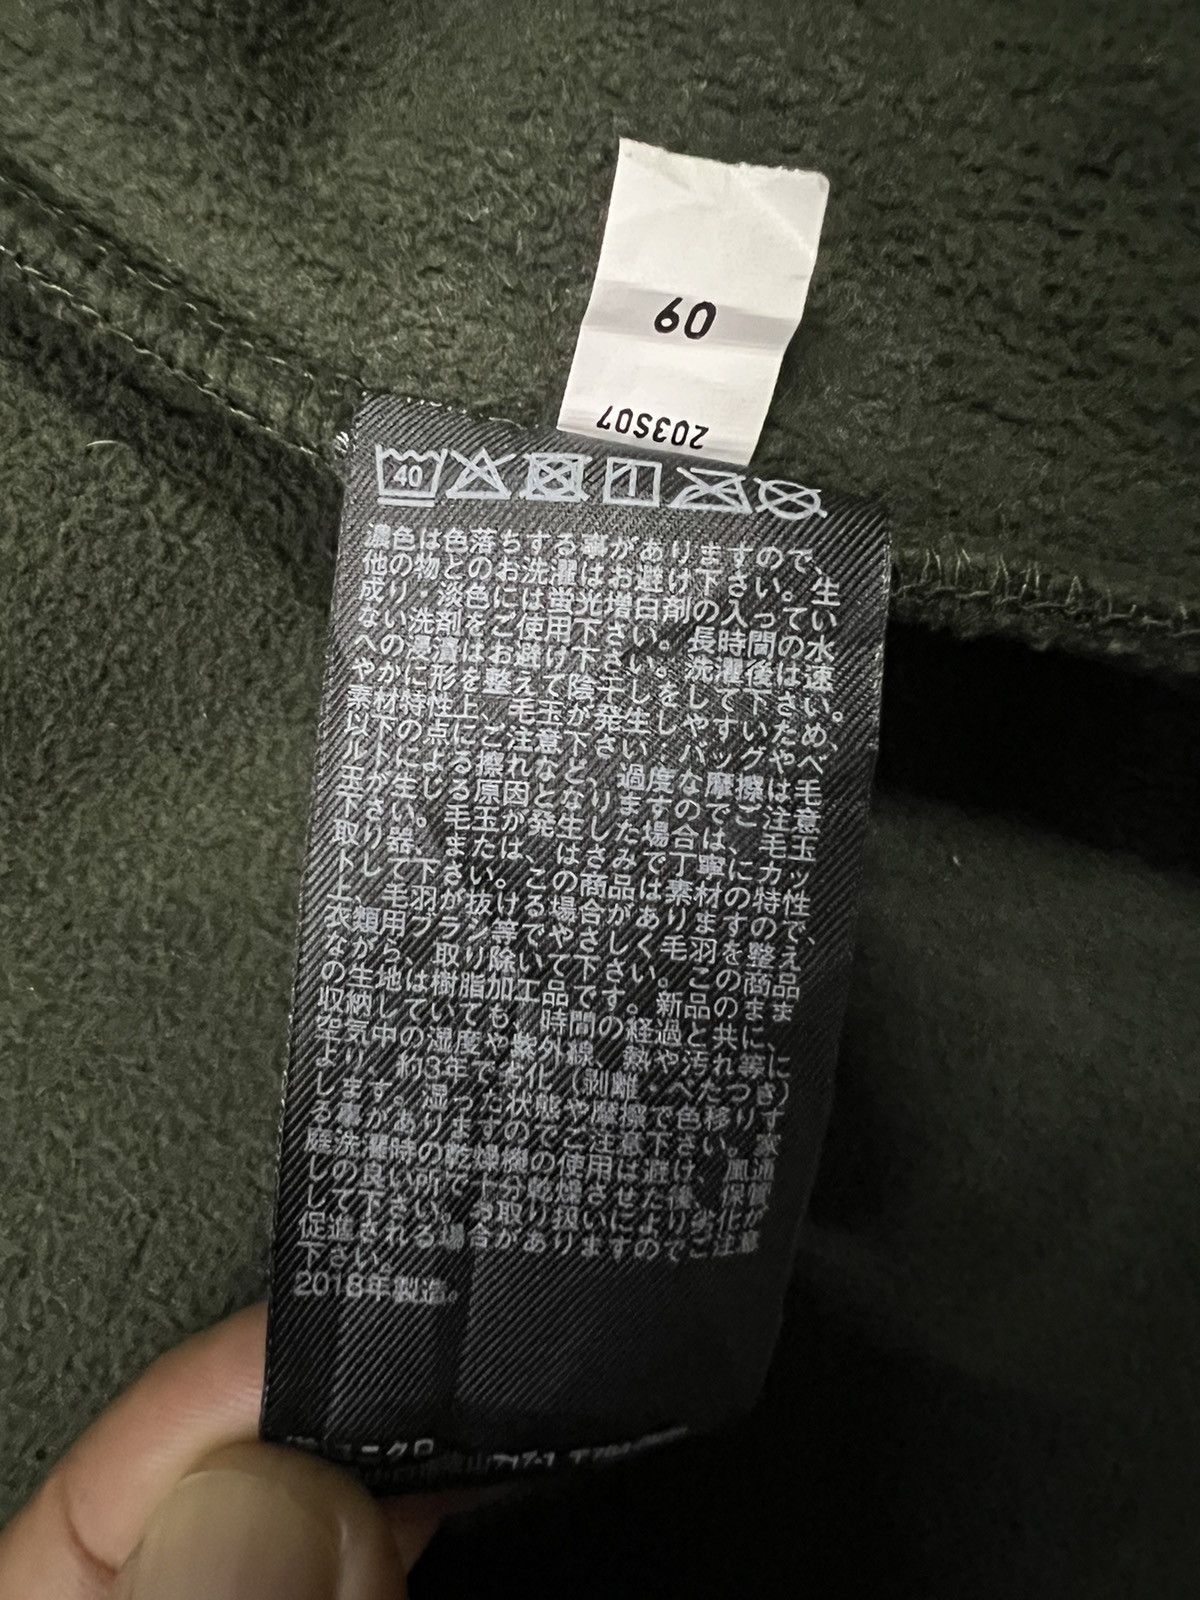 09
203S07
40
濃色は色落ちする事がありますので、
他の物とのお洗濯はお避け下さい。生
成り・淡色には蛍光増白剤の入ってい
ない洗剤をご使用下さい。長時間の水
への浸漬はお避け下さい。洗濯後は速
やかに形を整えて陰干しをして下さい。
素材の特性上、毛玉が発生しやすいため、
以下の点にご注意下さい。・バッグやベ
ルトによる擦れなど、過度な摩擦は毛
玉が生じる原因となりますのでご注意
下さい。毛玉が発生した場合は、毛玉
取り器、またははさみで丁寧にカッ
トして下さい。この商品は素材の特性
上、毛羽が抜ける場合がありますので、
衣類用ブラシ等でやさしく毛羽を整え
ながら、取り除いて下さい。この商品
の生地は樹脂加工品です。新品のまま
収納していても、時間の経過と共に、
空気中の湿度や紫外線、熱や汚れ等に
より、約3年で劣化（剥離・べたつき）
します。湿った状態や摩擦で色移りす
る事がありますのでご注意下さい。家
庭洗濯時の乾燥機の使用は避け、風通
しの良い所で十分乾燥させた後、保管
して下さい。お取り扱いにより劣化が
促進される場合がありますのでご注意
下さい。
2018年製造。
ユニクロ